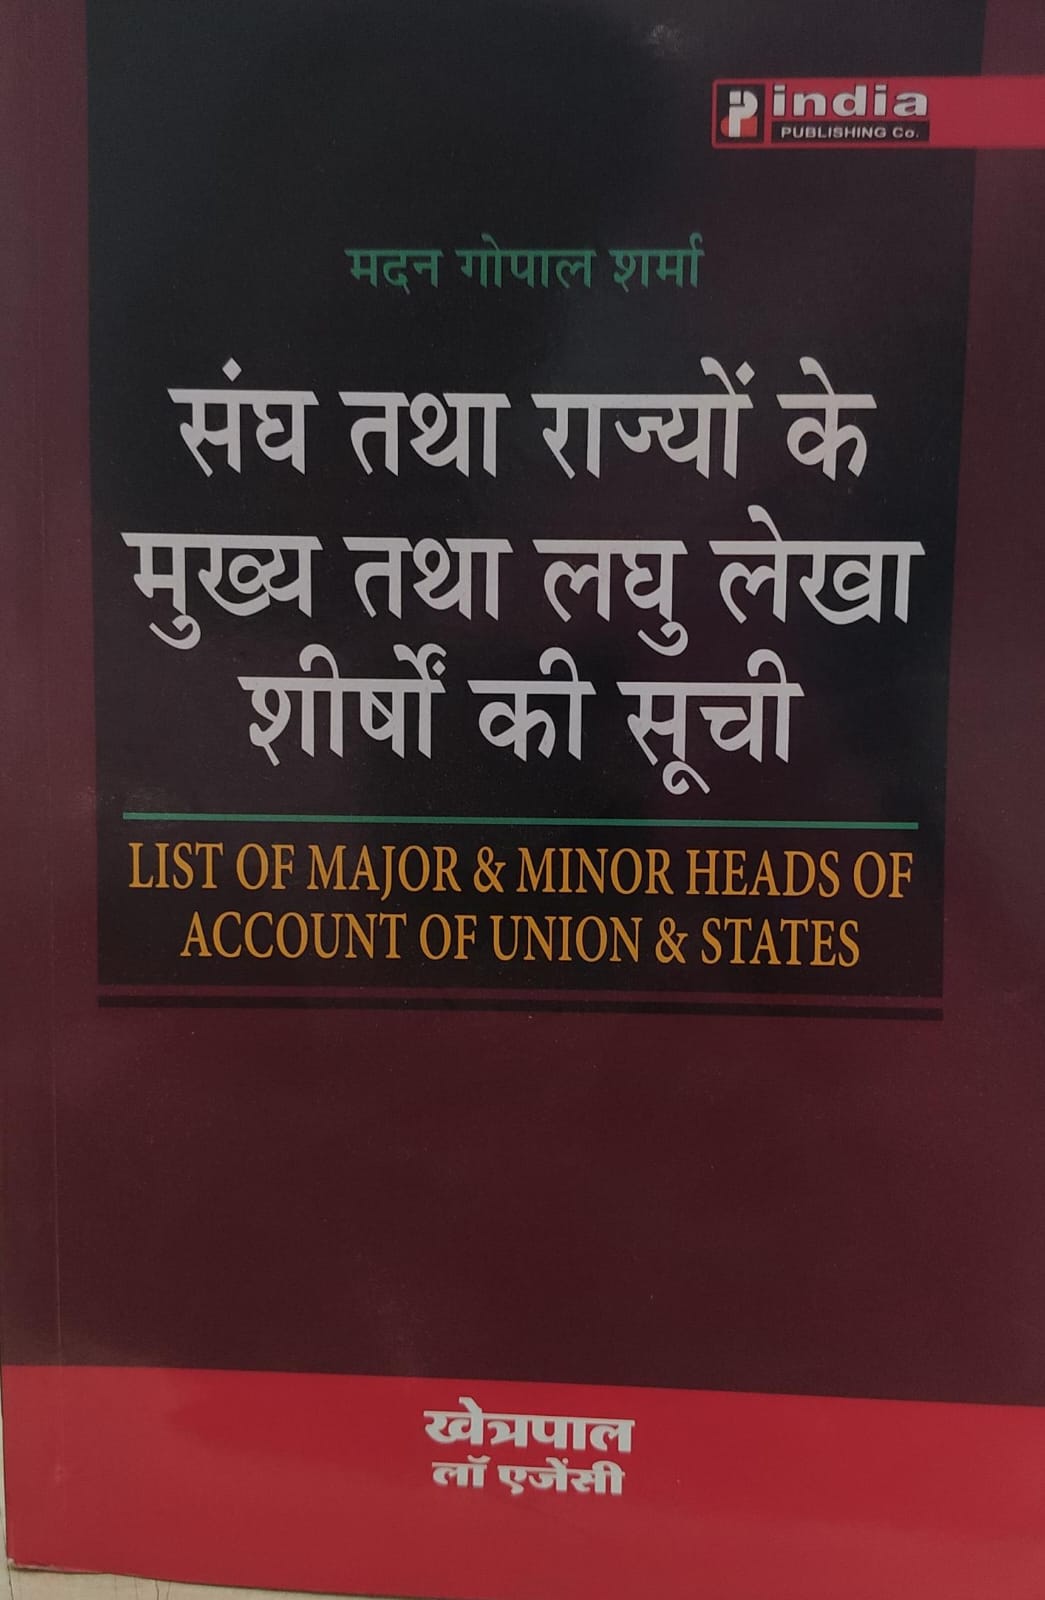 india
PUBLISHING Co.
मदन गोपाल शर्मा
संघ तथा राज्यों के
मुख्य तथा लघु लेखा
शीर्षों की सूची
LIST OF MAJOR & MINOR HEADS OF
ACCOUNT OF UNION & STATES
खेत्रपाल
लॉ एजेंसी